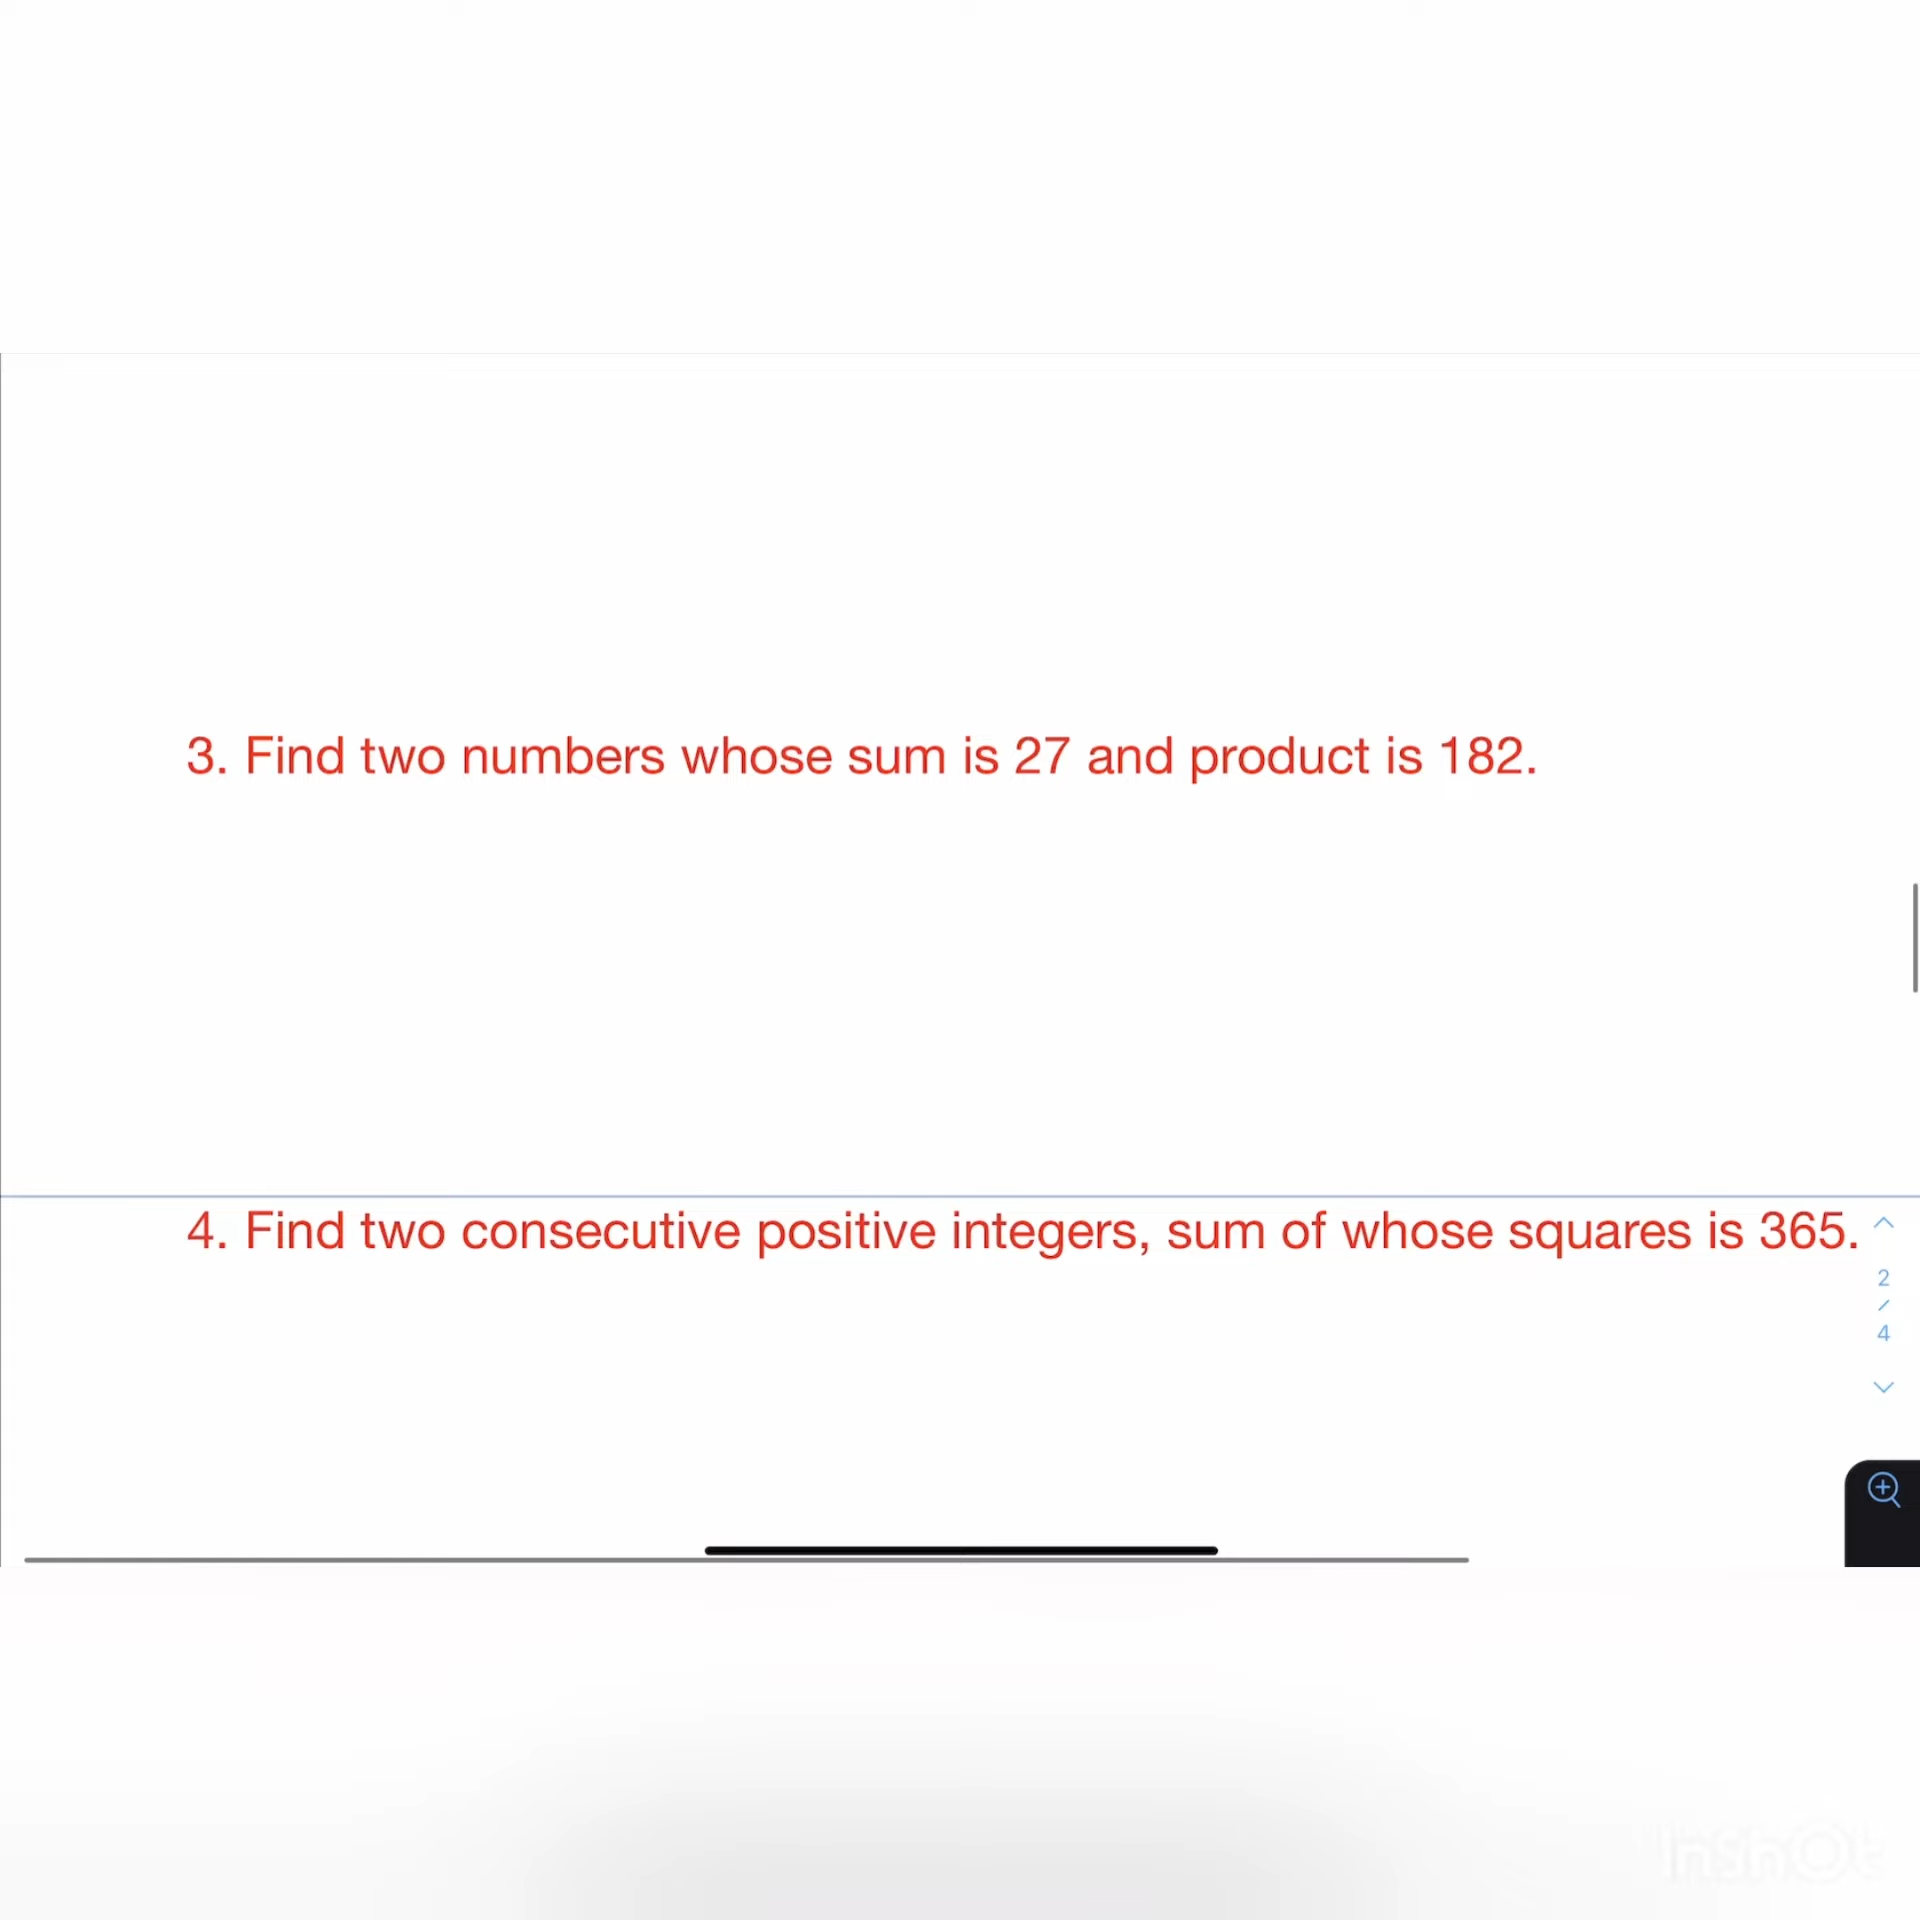 3. Find two numbers whose sum is 27 and product is 182.
4. Find two consecutive positive integers, sum of whose squares is 365.
2
/
4
InShOt